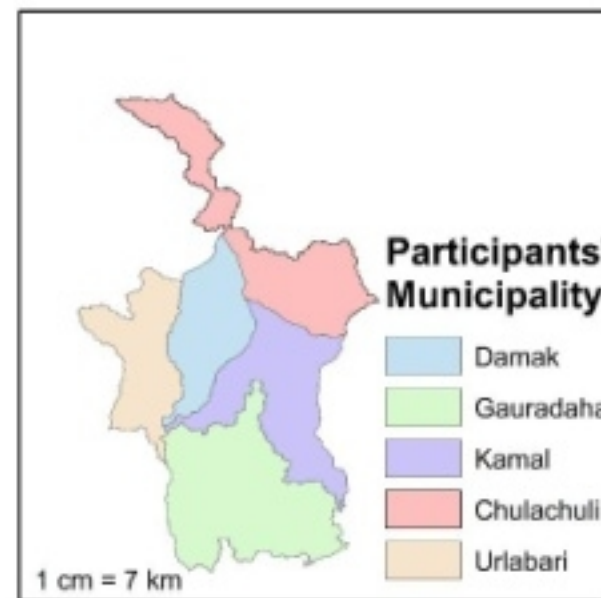 Participants
Municipality
Damak
Gauradaha
Kamal
Chulachuli
Urlabari
1 cm = 7 km